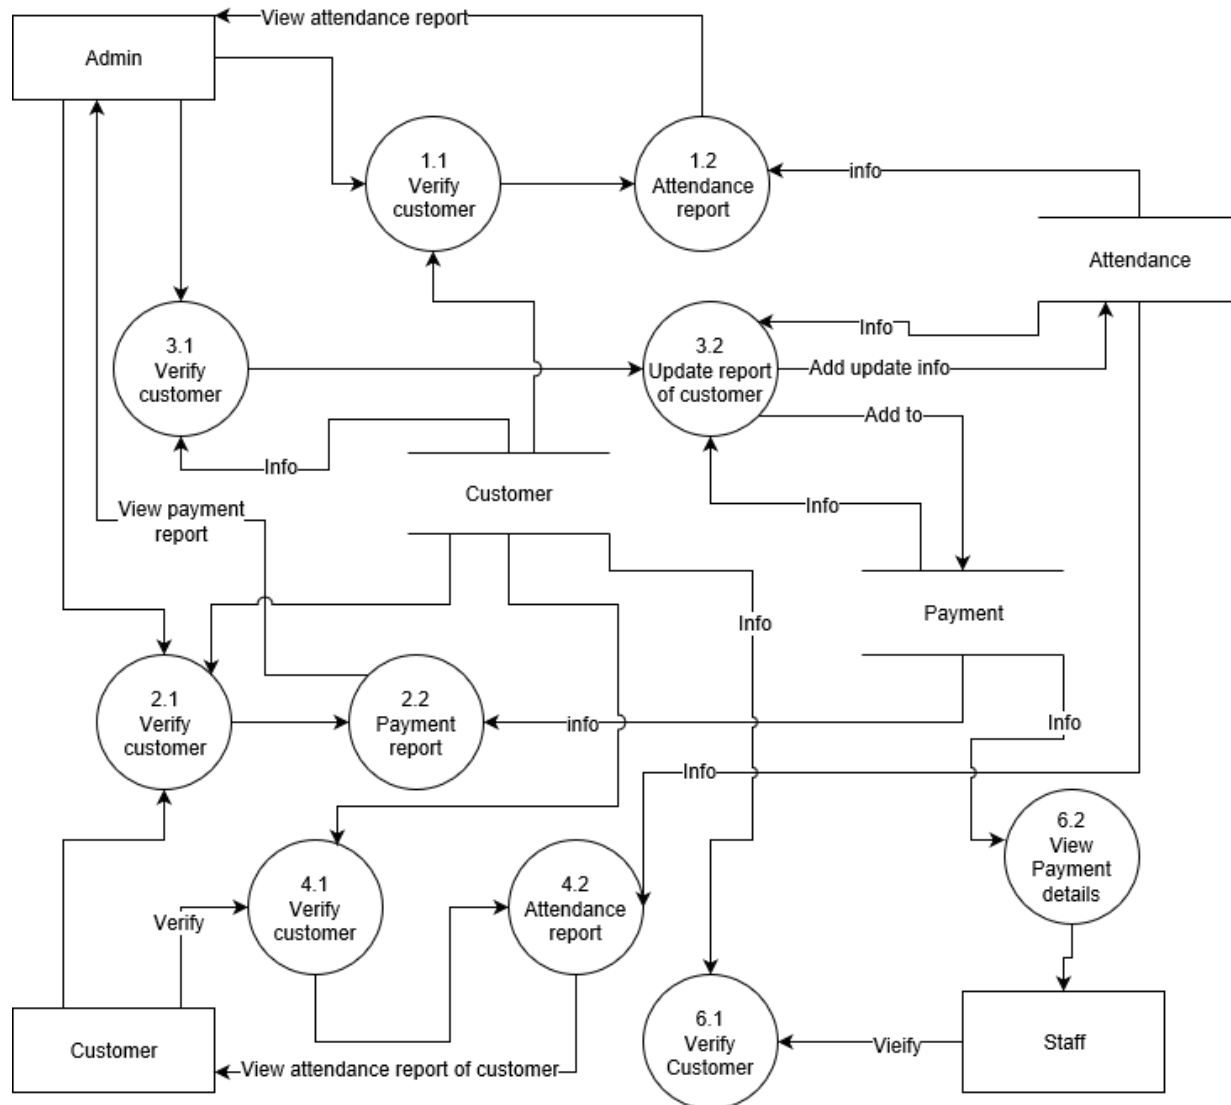 View attendance report
Admin
1.1
Verify
customer
1.2
Attendance
report
info
Attendance
3.1
Verify
customer
3.2
Update report
of customer
Info
Add update info
Add to
Info
Customer
Info
View payment
report
Info
Payment
2.1
Verify
customer
2.2
Payment
report
info
Info
Info
6.2
View
Payment
details
4.1
Verify
customer
4.2
Attendance
report
Verify
6.1
Verify
Customer
Vieify
Staff
Customer
View attendance report of customer